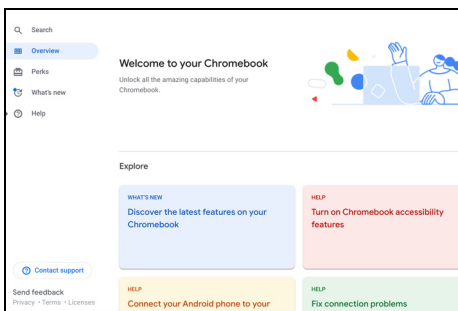 Search
Overview
Perks
What's new
Help
Welcome to your Chromebook
Unlock all the amazing capabilities of your
Chromebook.
Explore
WHAT'S NEW
Discover the latest features on your
Chromebook
HELP
Turn on Chromebook accessibility
features
HELP
Connect your Android phone to your
HELP
Fix connection problems
Contact support
Send feedback
Privacy • Terms • Licenses